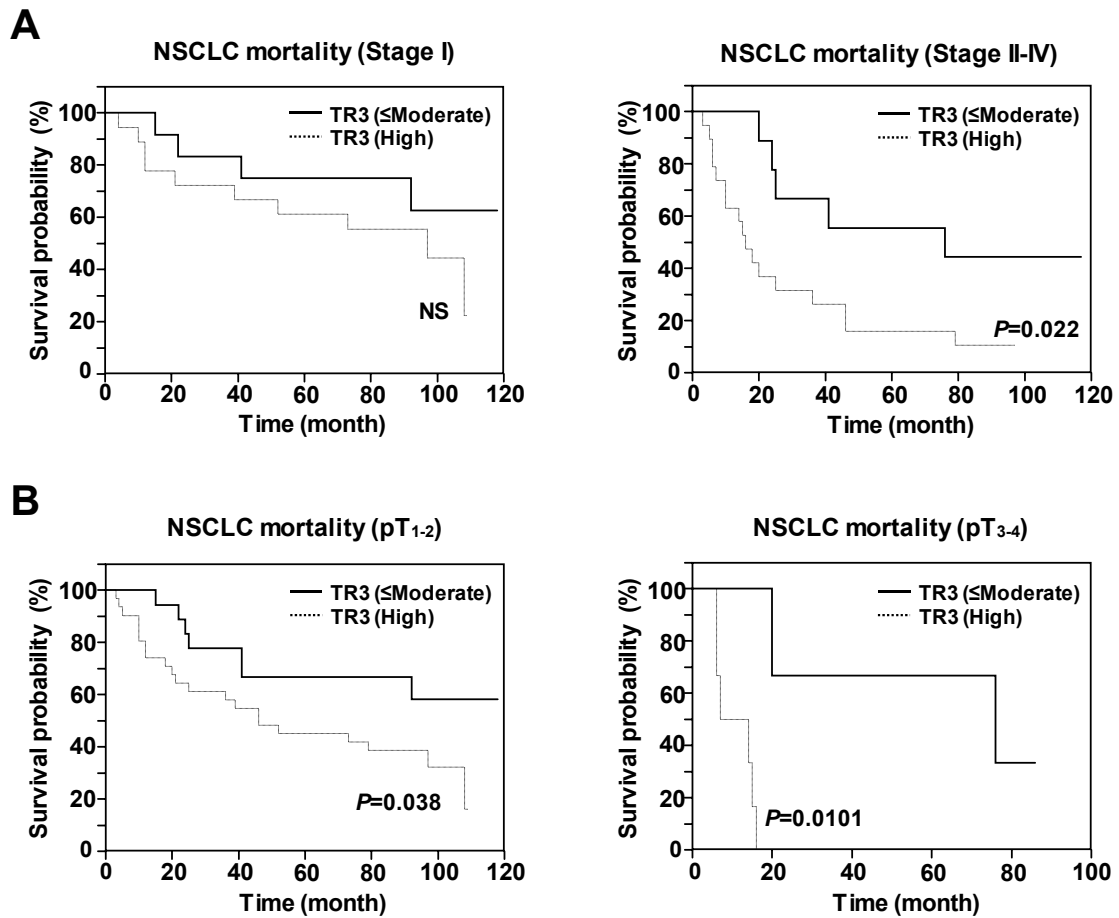 A
NSCLC mortality (Stage I)
Survival probability (%)
100
80
60
40
20
0
TR3 (≤Moderate)
TR3 (High)
NS
0 20 40 60 80 100 120
Time (month)
NSCLC mortality (Stage II-IV)
Survival probability (%)
100
80
60
40
20
0
TR3 (≤Moderate)
TR3 (High)
P=0.022
0 20 40 60 80 100 120
Time (month)
B
NSCLC mortality (pT1-2)
Survival probability (%)
100
80
60
40
20
0
TR3 (≤Moderate)
TR3 (High)
P=0.038
0 20 40 60 80 100 120
Time (month)
NSCLC mortality (pT3-4)
Survival probability (%)
100
80
60
40
20
0
TR3 (≤Moderate)
TR3 (High)
P=0.0101
0 20 40 60 80 100
Time (month)